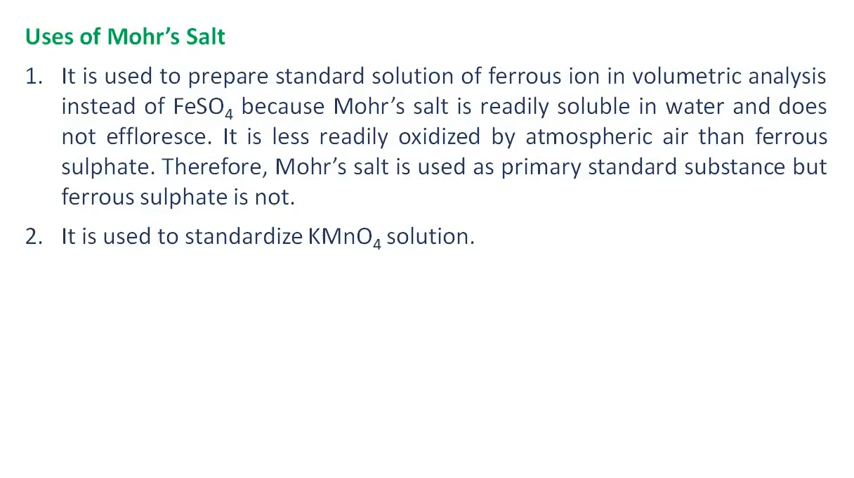 Uses of Mohr’s Salt
1. It is used to prepare standard solution of ferrous ion in volumetric analysis
instead of FeSO₄ because Mohr’s salt is readily soluble in water and does
not effloresce. It is less readily oxidized by atmospheric air than ferrous
sulphate. Therefore, Mohr’s salt is used as primary standard substance but
ferrous sulphate is not.
2. It is used to standardize KMnO₄ solution.